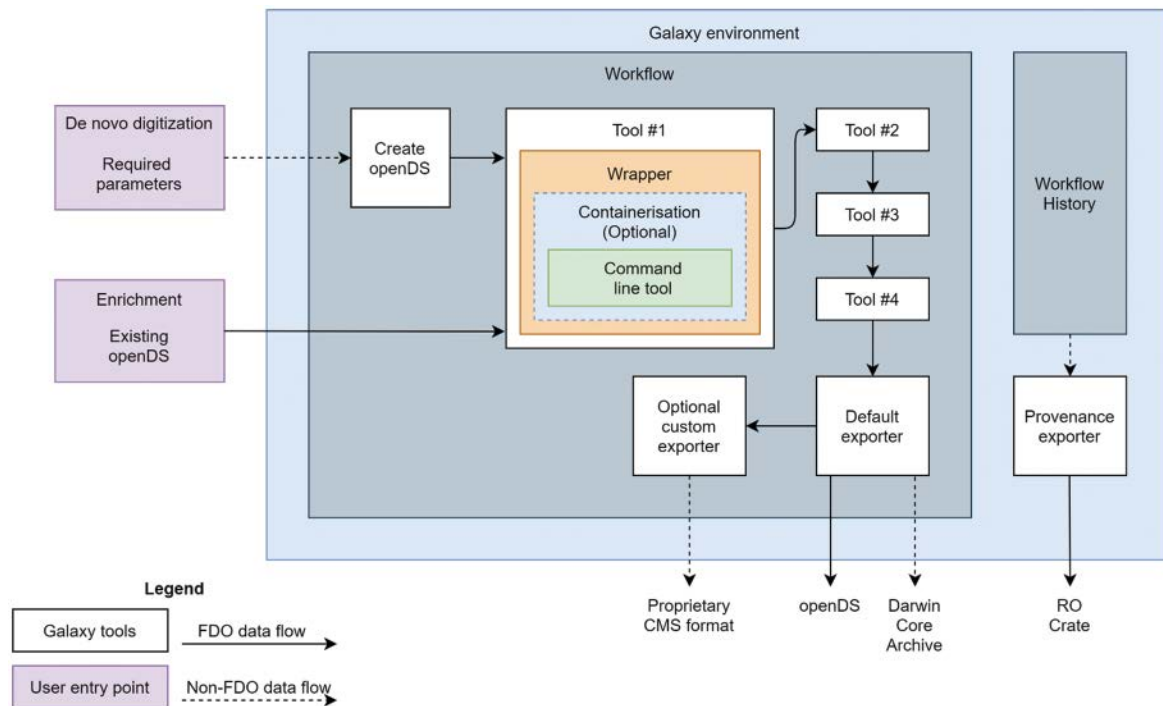 Galaxy environment
Workflow
De novo digitization
Required
parameters
Create
openDS
Tool #1
Wrapper
Containerisation
(Optional)
Command
line tool
Tool #2
Tool #3
Tool #4
Workflow
History
Enrichment
Existing
openDS
Optional
custom
exporter
Default
exporter
Provenance
exporter
Proprietary
CMS format
openDS
Darwin
Core
Archive
RO
Crate
Legend
Galaxy tools
FDO data flow
User entry point
Non-FDO data flow